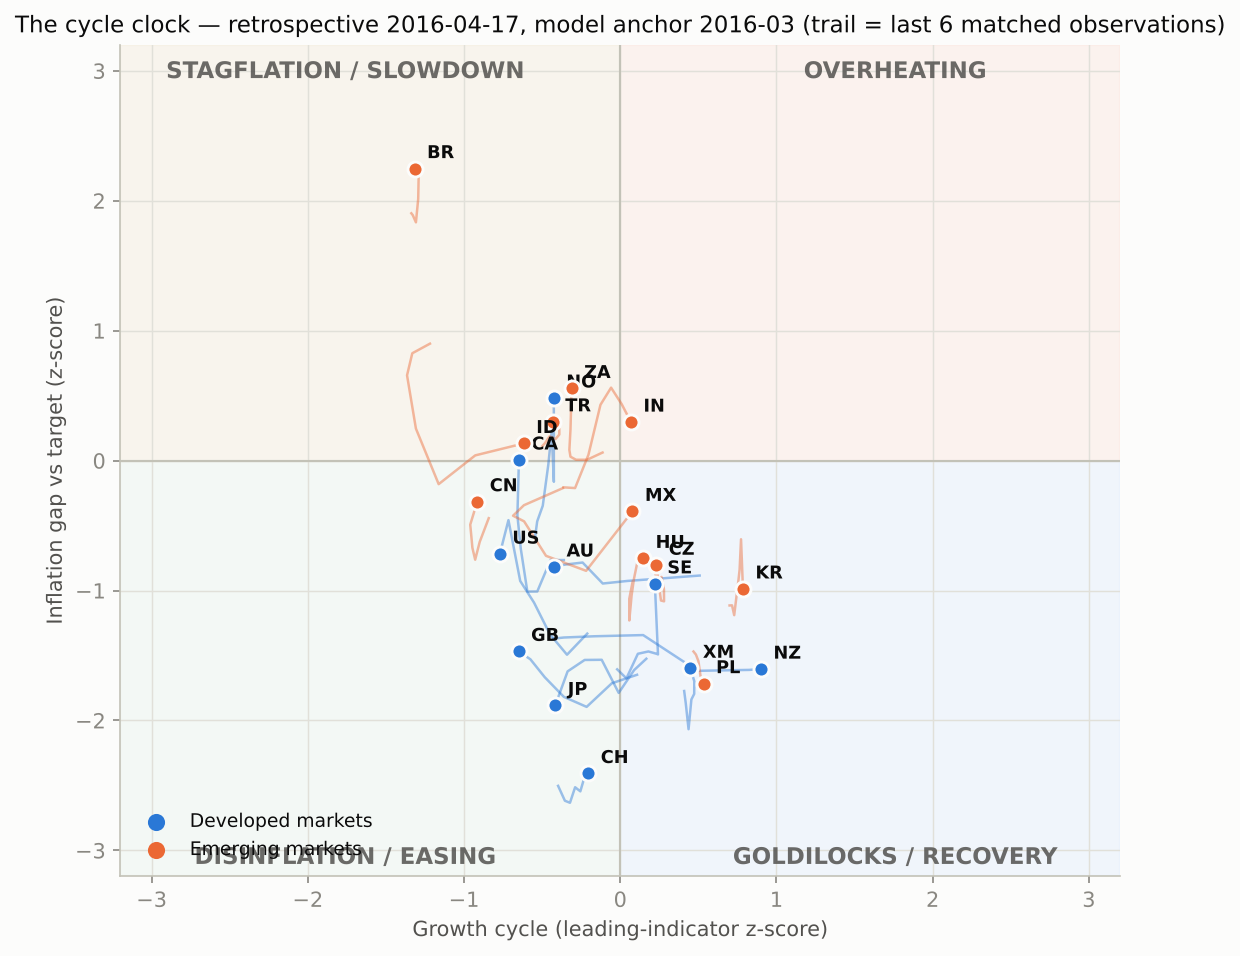 The cycle clock — retrospective 2016-04-17, model anchor 2016-03 (trail = last 6 matched observations)
STAGFLATION / SLOWDOWN
OVERHEATING
BR
ZA
NO
TR
IN
ID
CA
CN
MX
US
AU
HU
CZ
SE
KR
GB
XM
NZ
PL
JP
CH
Developed markets
Emerging markets
DISINFLATION / EASING
GOLDILOCKS / RECOVERY
3
2
1
0
−1
−2
−3
−3
−2
−1
0
1
2
3
Inflation gap vs target (z-score)
Growth cycle (leading-indicator z-score)